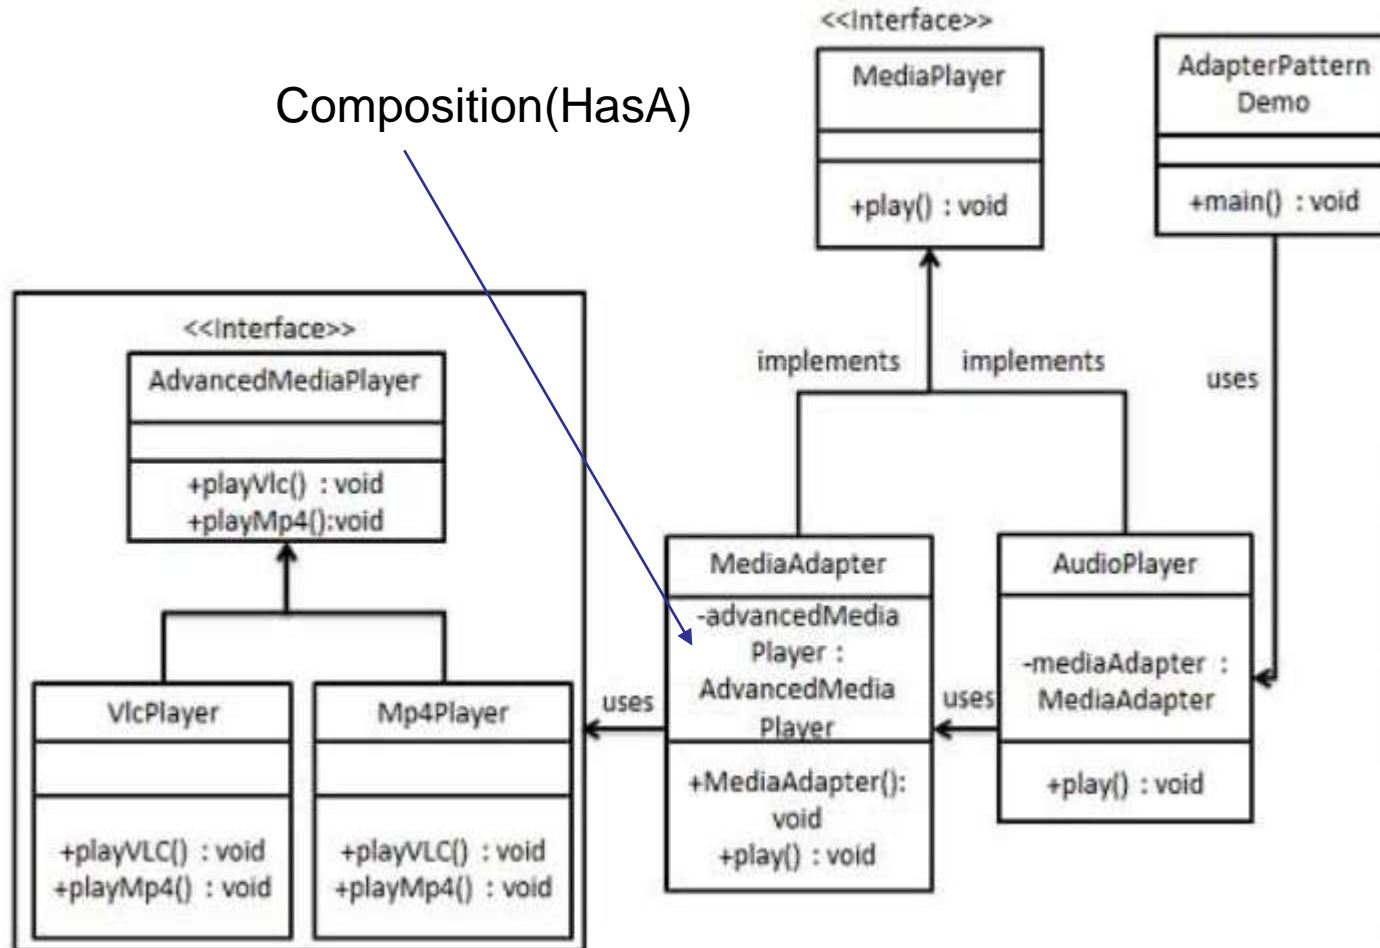 Composition(HasA)
<<Interface>>
MediaPlayer
+play() : void
AdapterPattern
Demo
+main() : void
implements
implements
uses
<<Interface>>
AdvancedMediaPlayer
+playVlc() : void
+playMp4():void
VlcPlayer
+playVLC() : void
+playMp4() : void
Mp4Player
+playVLC() : void
+playMp4() : void
uses
MediaAdapter
-advancedMedia
Player :
AdvancedMedia
Player
+MediaAdapter():
void
+play() : void
uses
AudioPlayer
-mediaAdapter :
MediaAdapter
+play() : void